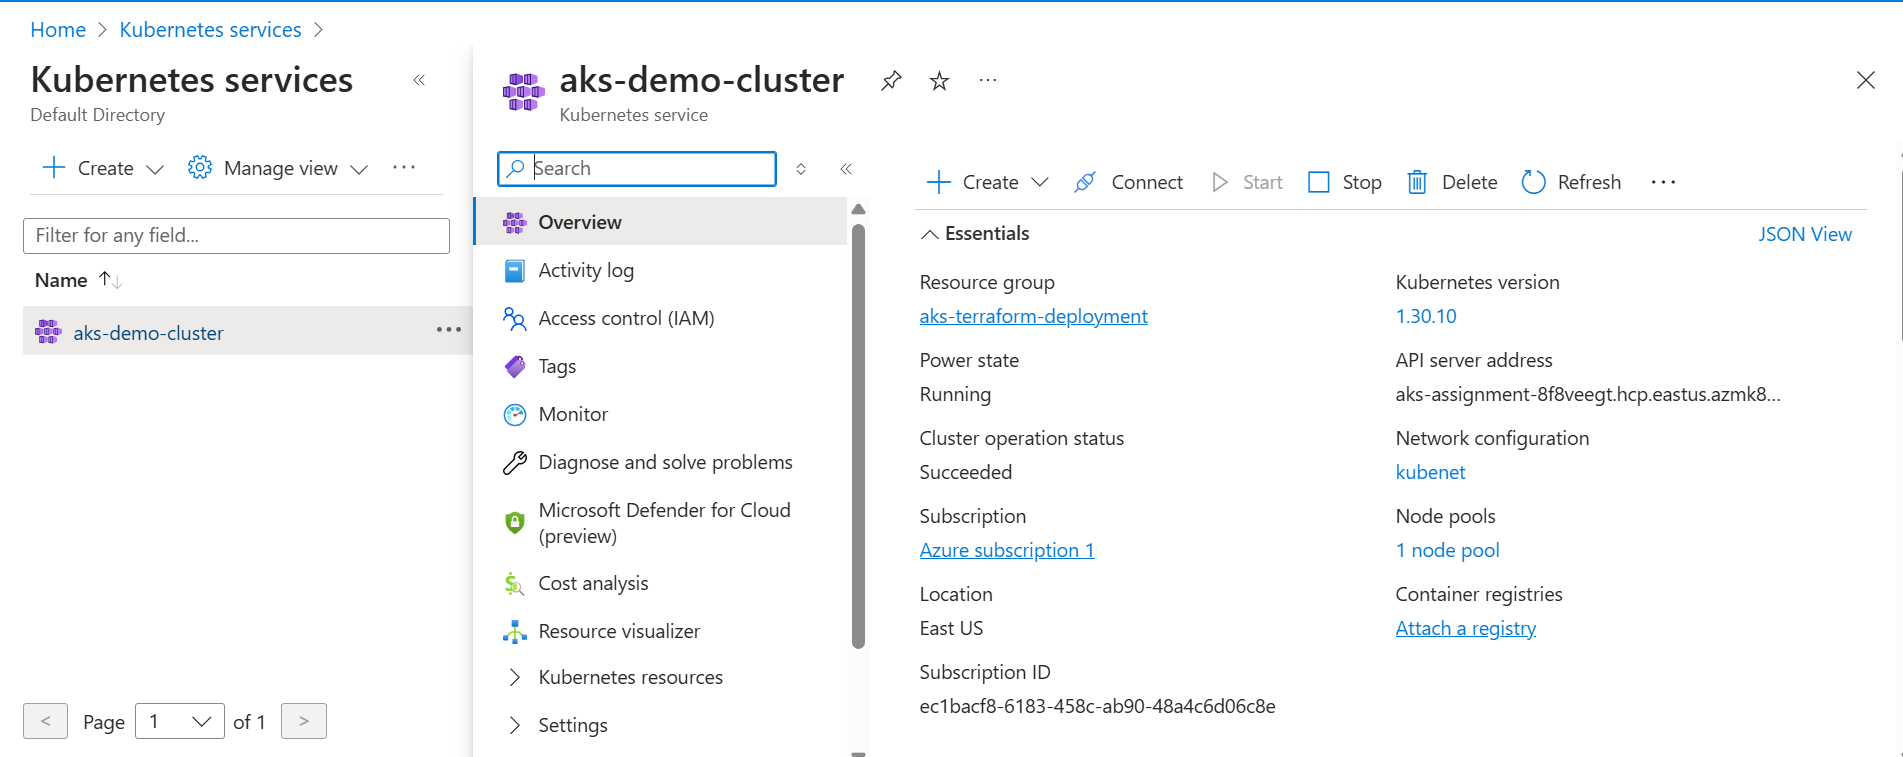 Home > Kubernetes services >
Kubernetes services «
Default Directory
Create
Manage view
...
Filter for any field...
Name ↑↓
aks-demo-cluster ...
< Page 1 of 1 >
aks-demo-cluster ...
Kubernetes service
Search
«
Overview
Activity log
Access control (IAM)
Tags
Monitor
Diagnose and solve problems
Microsoft Defender for Cloud
(preview)
Cost analysis
Resource visualizer
> Kubernetes resources
> Settings
Create
Connect
Start
Stop
Delete
Refresh
...
Essentials
JSON View
Resource group
aks-terraform-deployment
Power state
Running
Cluster operation status
Succeeded
Subscription
Azure subscription 1
Location
East US
Subscription ID
ec1bacf8-6183-458c-ab90-48a4c6d06c8e
Kubernetes version
1.30.10
API server address
aks-assignment-8f8veegt.hcp.eastus.azmk8...
Network configuration
kubenet
Node pools
1 node pool
Container registries
Attach a registry